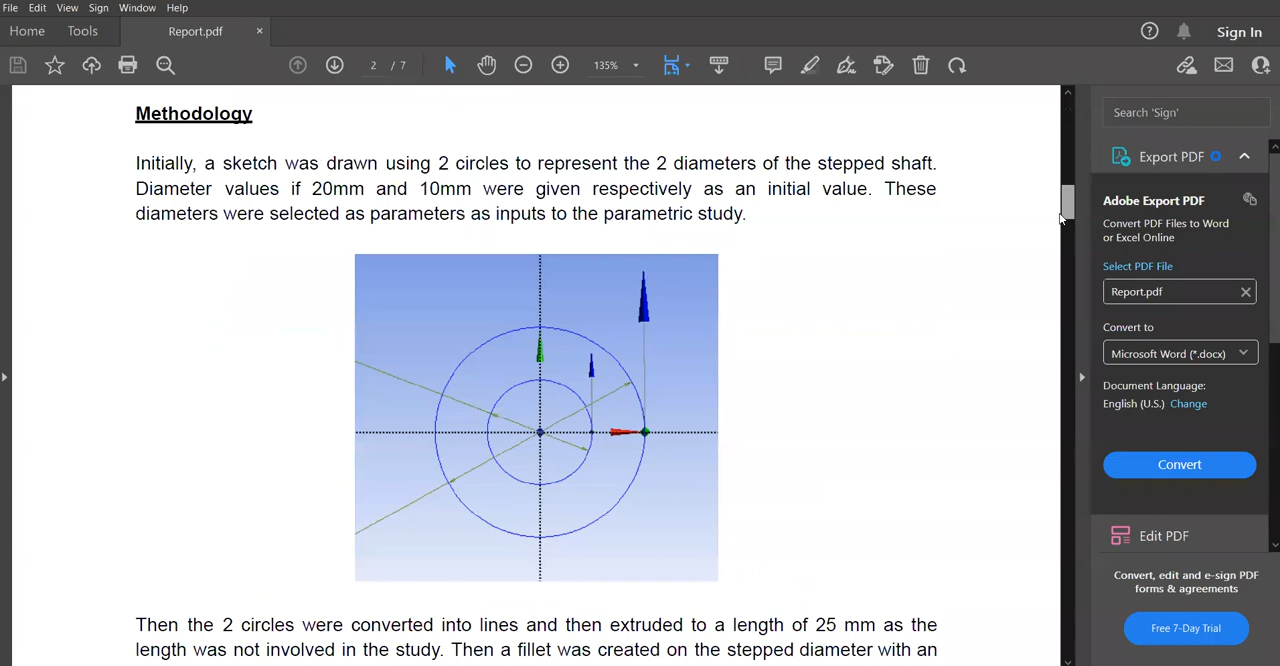 File Edit View Sign Window Help
Home Tools Report.pdf ×
Sign In
2 / 7 135%
Methodology
Initially, a sketch was drawn using 2 circles to represent the 2 diameters of the stepped shaft.
Diameter values if 20mm and 10mm were given respectively as an initial value. These
diameters were selected as parameters as inputs to the parametric study.
Then the 2 circles were converted into lines and then extruded to a length of 25 mm as the
length was not involved in the study. Then a fillet was created on the stepped diameter with an
Search 'Sign'
Export PDF
Adobe Export PDF
Convert PDF Files to Word
or Excel Online
Select PDF File
Report.pdf
Convert to
Microsoft Word (*.docx)
Document Language:
English (U.S.) Change
Convert
Edit PDF
Convert, edit and e-sign PDF
forms & agreements
Free 7-Day Trial